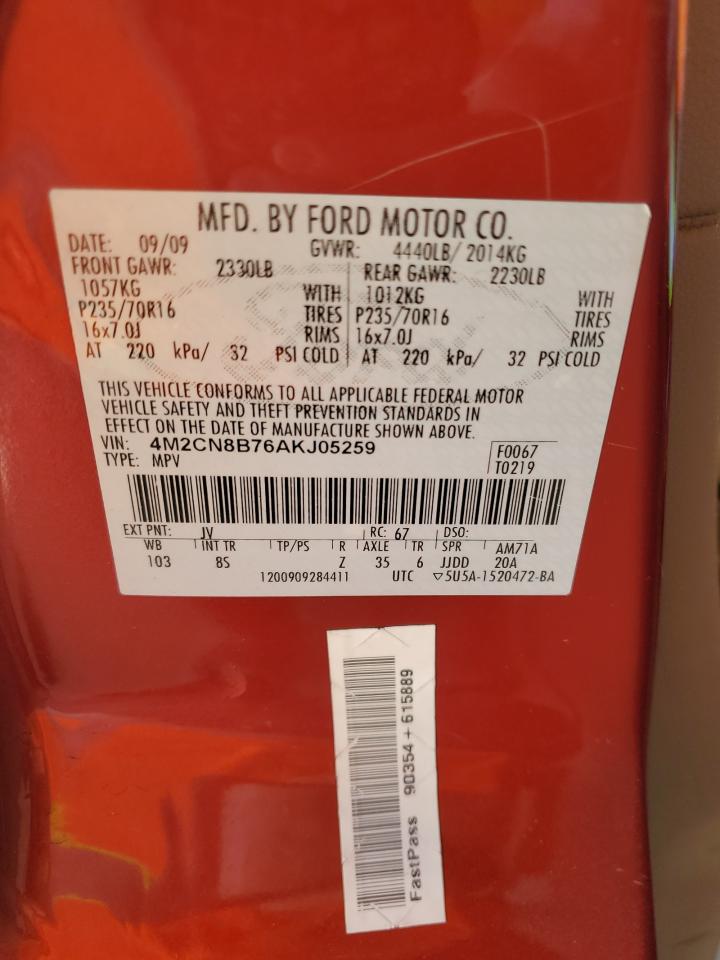 MFD. BY FORD MOTOR CO.
DATE: 09/09 GVWR: 4440LB/ 2014KG
FRONT GAWR: 2330LB REAR GAWR: 2230LB
1057KG WITH 1012KG WITH
P235/70R16 TIRES P235/70R16 TIRES
16x7.0J RIMS 16x7.0J RIMS
AT 220 kPa/ 32 PSI COLD AT 220 kPa/ 32 PSI COLD
THIS VEHICLE CONFORMS TO ALL APPLICABLE FEDERAL MOTOR
VEHICLE SAFETY AND THEFT PREVENTION STANDARDS IN
EFFECT ON THE DATE OF MANUFACTURE SHOWN ABOVE.
VIN: 4M2CN8B76AKJ05259 F0067
TYPE: MPV T0219
EXT PNT: JV RC: 67 DSO:
WB INT TR TP/PS R AXLE TR SPR AM71A
103 8S Z 35 6 JJDD 20A
1200909284411 UTC ▽5U5A-1520472-BA
FastPass 90354 + 615889